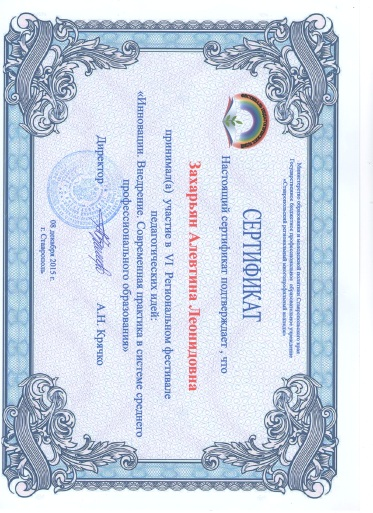 Министерство образования и молодежной политики Ставропольского края
Государственное бюджетное профессиональное образовательное учреждение
«Ставропольский региональный многопрофильный колледж»
СЕРТИФИКАТ
Настоящий сертификат подтверждает , что
Захарьян Алевтина Леонидовна
принимал(а) участие в VI Региональном фестивале
педагогических идей:
«Инновации. Внедрение. Современная практика в системе среднего
профессионального образования»
Директор А.Н. Крячко
08 декабря 2015 г.
г. Ставрополь